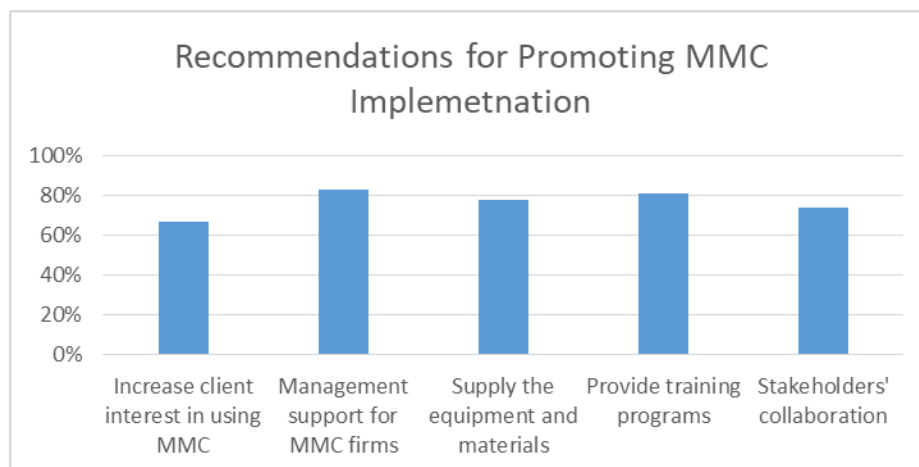 Recommendations for Promoting MMC
Implemetnation
100%
80%
60%
40%
20%
0%
Increase client
interest in using
MMC
Management
support for
MMC firms
Supply the
equipment and
materials
Provide training
programs
Stakeholders'
collaboration